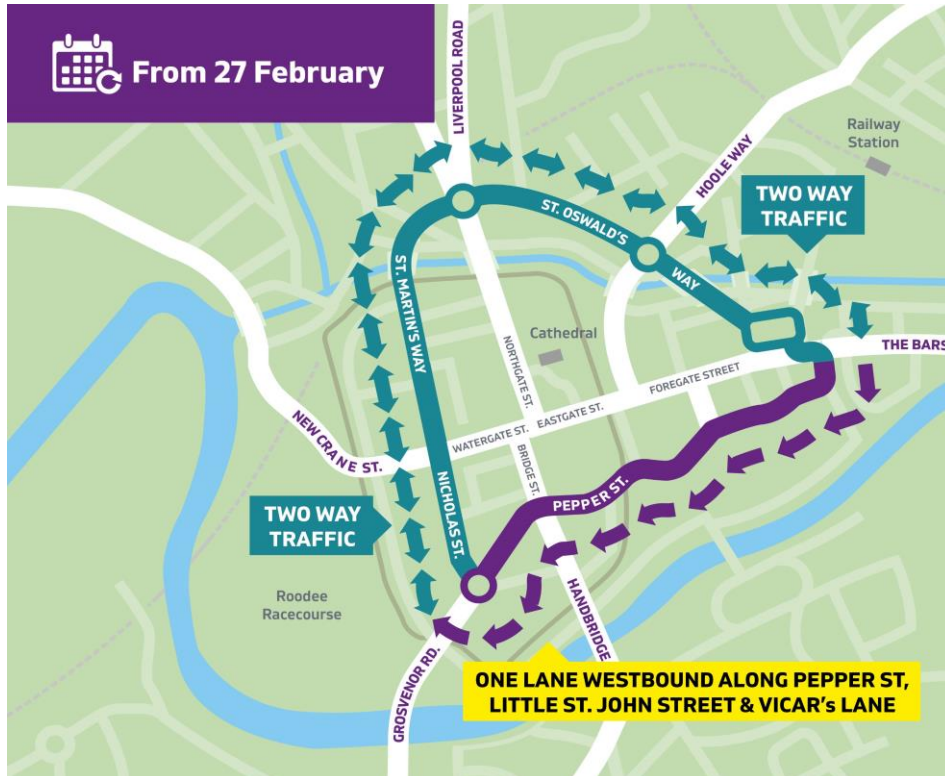 From 27 February
LIVERPOOL ROAD
HOOLE WAY
Railway
Station
TWO WAY
TRAFFIC
ST. OSWALD'S
WAY
ST. MARTIN'S WAY
Cathedral
NORTHGATE ST.
THE BARS
FOREGATE STREET
EASTGATE ST.
WATERGATE ST.
NEW CRANE ST.
BRIDGE ST.
NICHOLAS ST.
PEPPER ST.
TWO WAY
TRAFFIC
Roodee
Racecourse
HANDBRIDGE
GROSVENOR RD.
ONE LANE WESTBOUND ALONG PEPPER ST,
LITTLE ST. JOHN STREET & VICAR's LANE